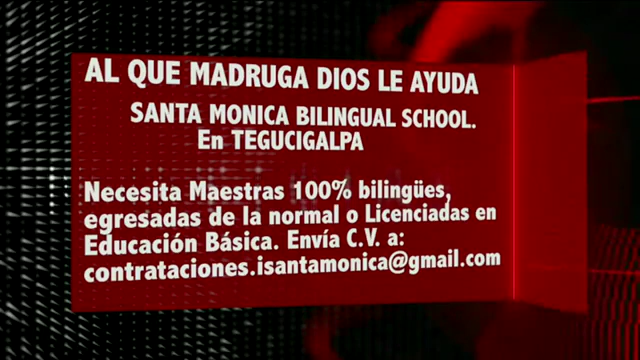 AL QUE MADRUGA DIOS LE AYUDA
SANTA MONICA BILINGUAL SCHOOL.
En TEGUCIGALPA
Necesita Maestras 100% bilingües,
egresadas de la normal o Licenciadas en
Educación Básica. Envía C.V. a:
contrataciones.isantamonica@gmail.com